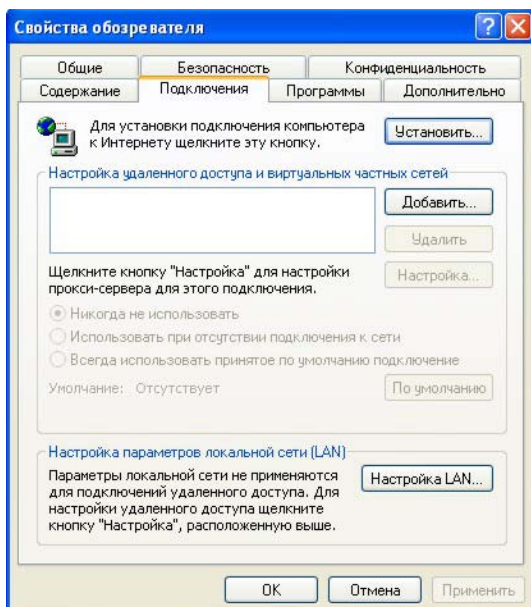 Свойства обозревателя
Общие Безопасность Конфиденциальность
Содержание Подключения Программы Дополнительно
Для установки подключения компьютера
к Интернету щелкните эту кнопку.
Установить...
Настройка удаленного доступа и виртуальных частных сетей
Добавить...
Удалить
Щелкните кнопку "Настройка" для настройки
прокси-сервера для этого подключения.
Настройка...
Никогда не использовать
Использовать при отсутствии подключения к сети
Всегда использовать принятое по умолчанию подключение
Умолчание: Отсутствует
По умолчанию
Настройка параметров локальной сети (LAN)
Параметры локальной сети не применяются
для подключений удаленного доступа. Для
настройки удаленного доступа щелкните
кнопку "Настройка", расположенную выше.
Настройка LAN...
OK Отмена Применить